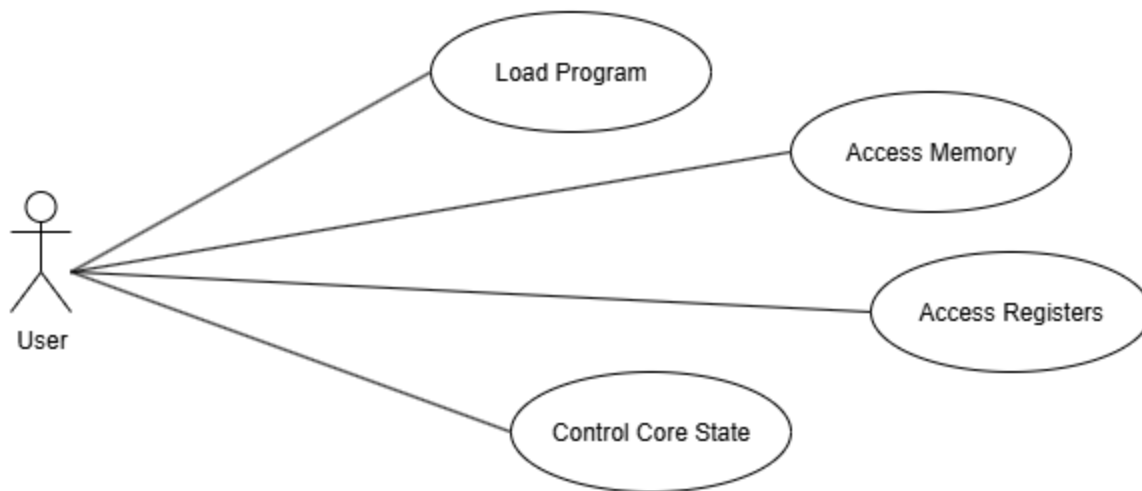 Load Program
Access Memory
Access Registers
User
Control Core State